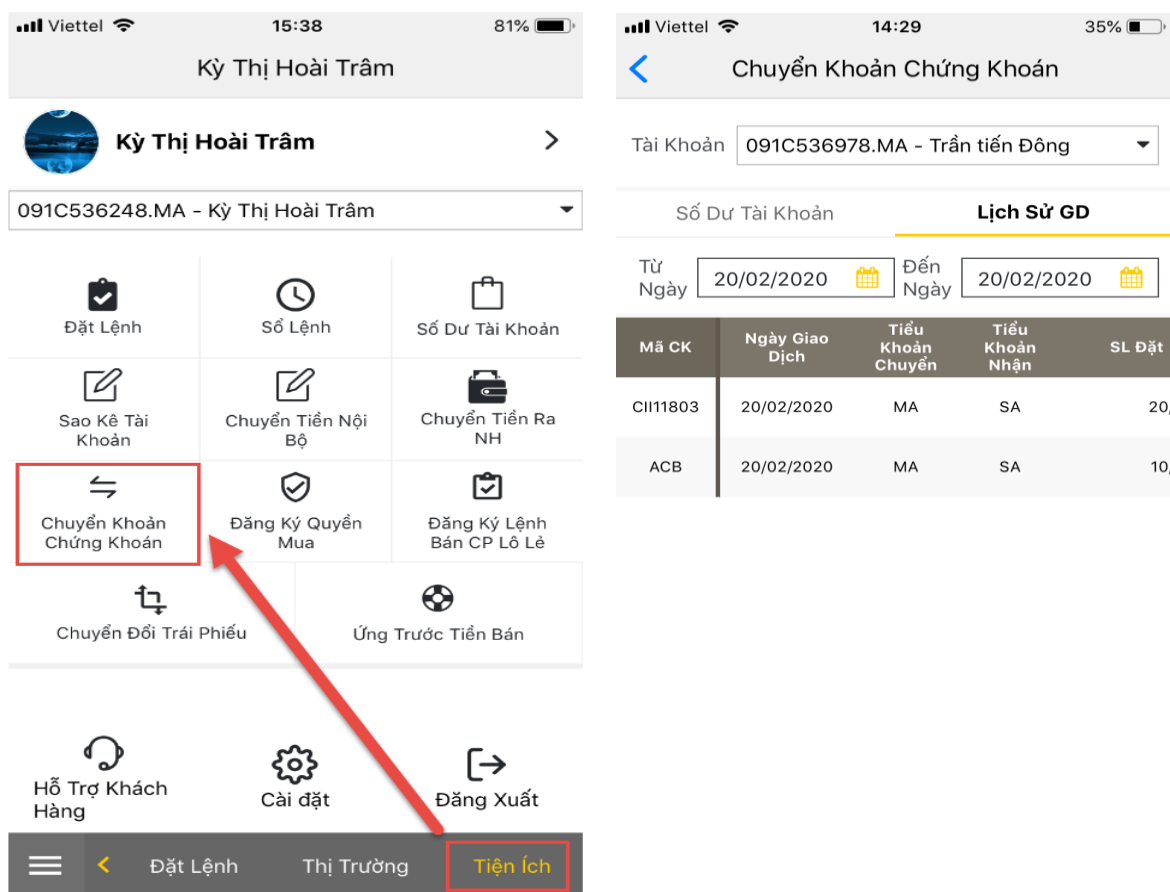 Viettel 15:38 81%
Kỳ Thị Hoài Trâm
Kỳ Thị Hoài Trâm
091C536248.MA - Kỳ Thị Hoài Trâm
Đặt Lệnh
Sổ Lệnh
Số Dư Tài Khoản
Sao Kê Tài
Khoản
Chuyển Tiền Nội
Bộ
Chuyển Tiền Ra
NH
Chuyển Khoản
Chứng Khoán
Đăng Ký Quyền
Mua
Đăng Ký Lệnh
Bán CP Lô Lẻ
Chuyển Đổi Trái Phiếu
Ứng Trước Tiền Bán
Hỗ Trợ Khách
Hàng
Cài đặt
Đăng Xuất
Đặt Lệnh
Thị Trường
Tiện Ích
Viettel 14:29 35%
Chuyển Khoản Chứng Khoán
Tài Khoản 091C536978.MA - Trần tiến Đông
Số Dư Tài Khoản
Lịch Sử GD
Từ
Ngày
20/02/2020
Đến
Ngày
20/02/2020
Mã CK
Ngày Giao
Dịch
Tiểu
Khoản
Chuyển
Tiểu
Khoản
Nhận
SL Đặt
CII11803 20/02/2020 MA SA 20,
ACB 20/02/2020 MA SA 10,